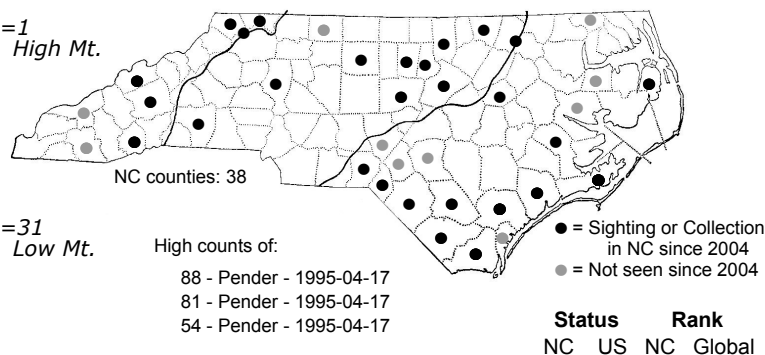 =1
High Mt.
NC counties: 38
=31
Low Mt.
High counts of:
88 - Pender - 1995-04-17
81 - Pender - 1995-04-17
54 - Pender - 1995-04-17
● = Sighting or Collection
in NC since 2004
● = Not seen since 2004
Status Rank
NC US NC Global